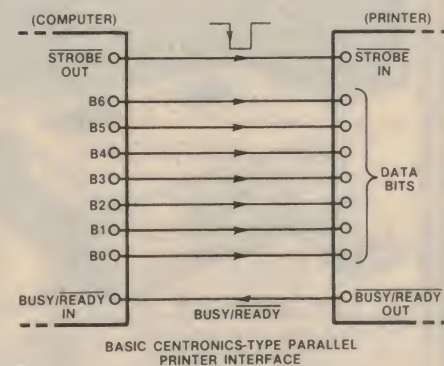 (COMPUTER) (PRINTER)
STROBE OUT
STROBE IN
B6
B5
B4
B3
B2
B1
B0
DATA BITS
BUSY/READY IN
BUSY/READY
BUSY/READY OUT
BASIC CENTRONICS-TYPE PARALLEL
PRINTER INTERFACE